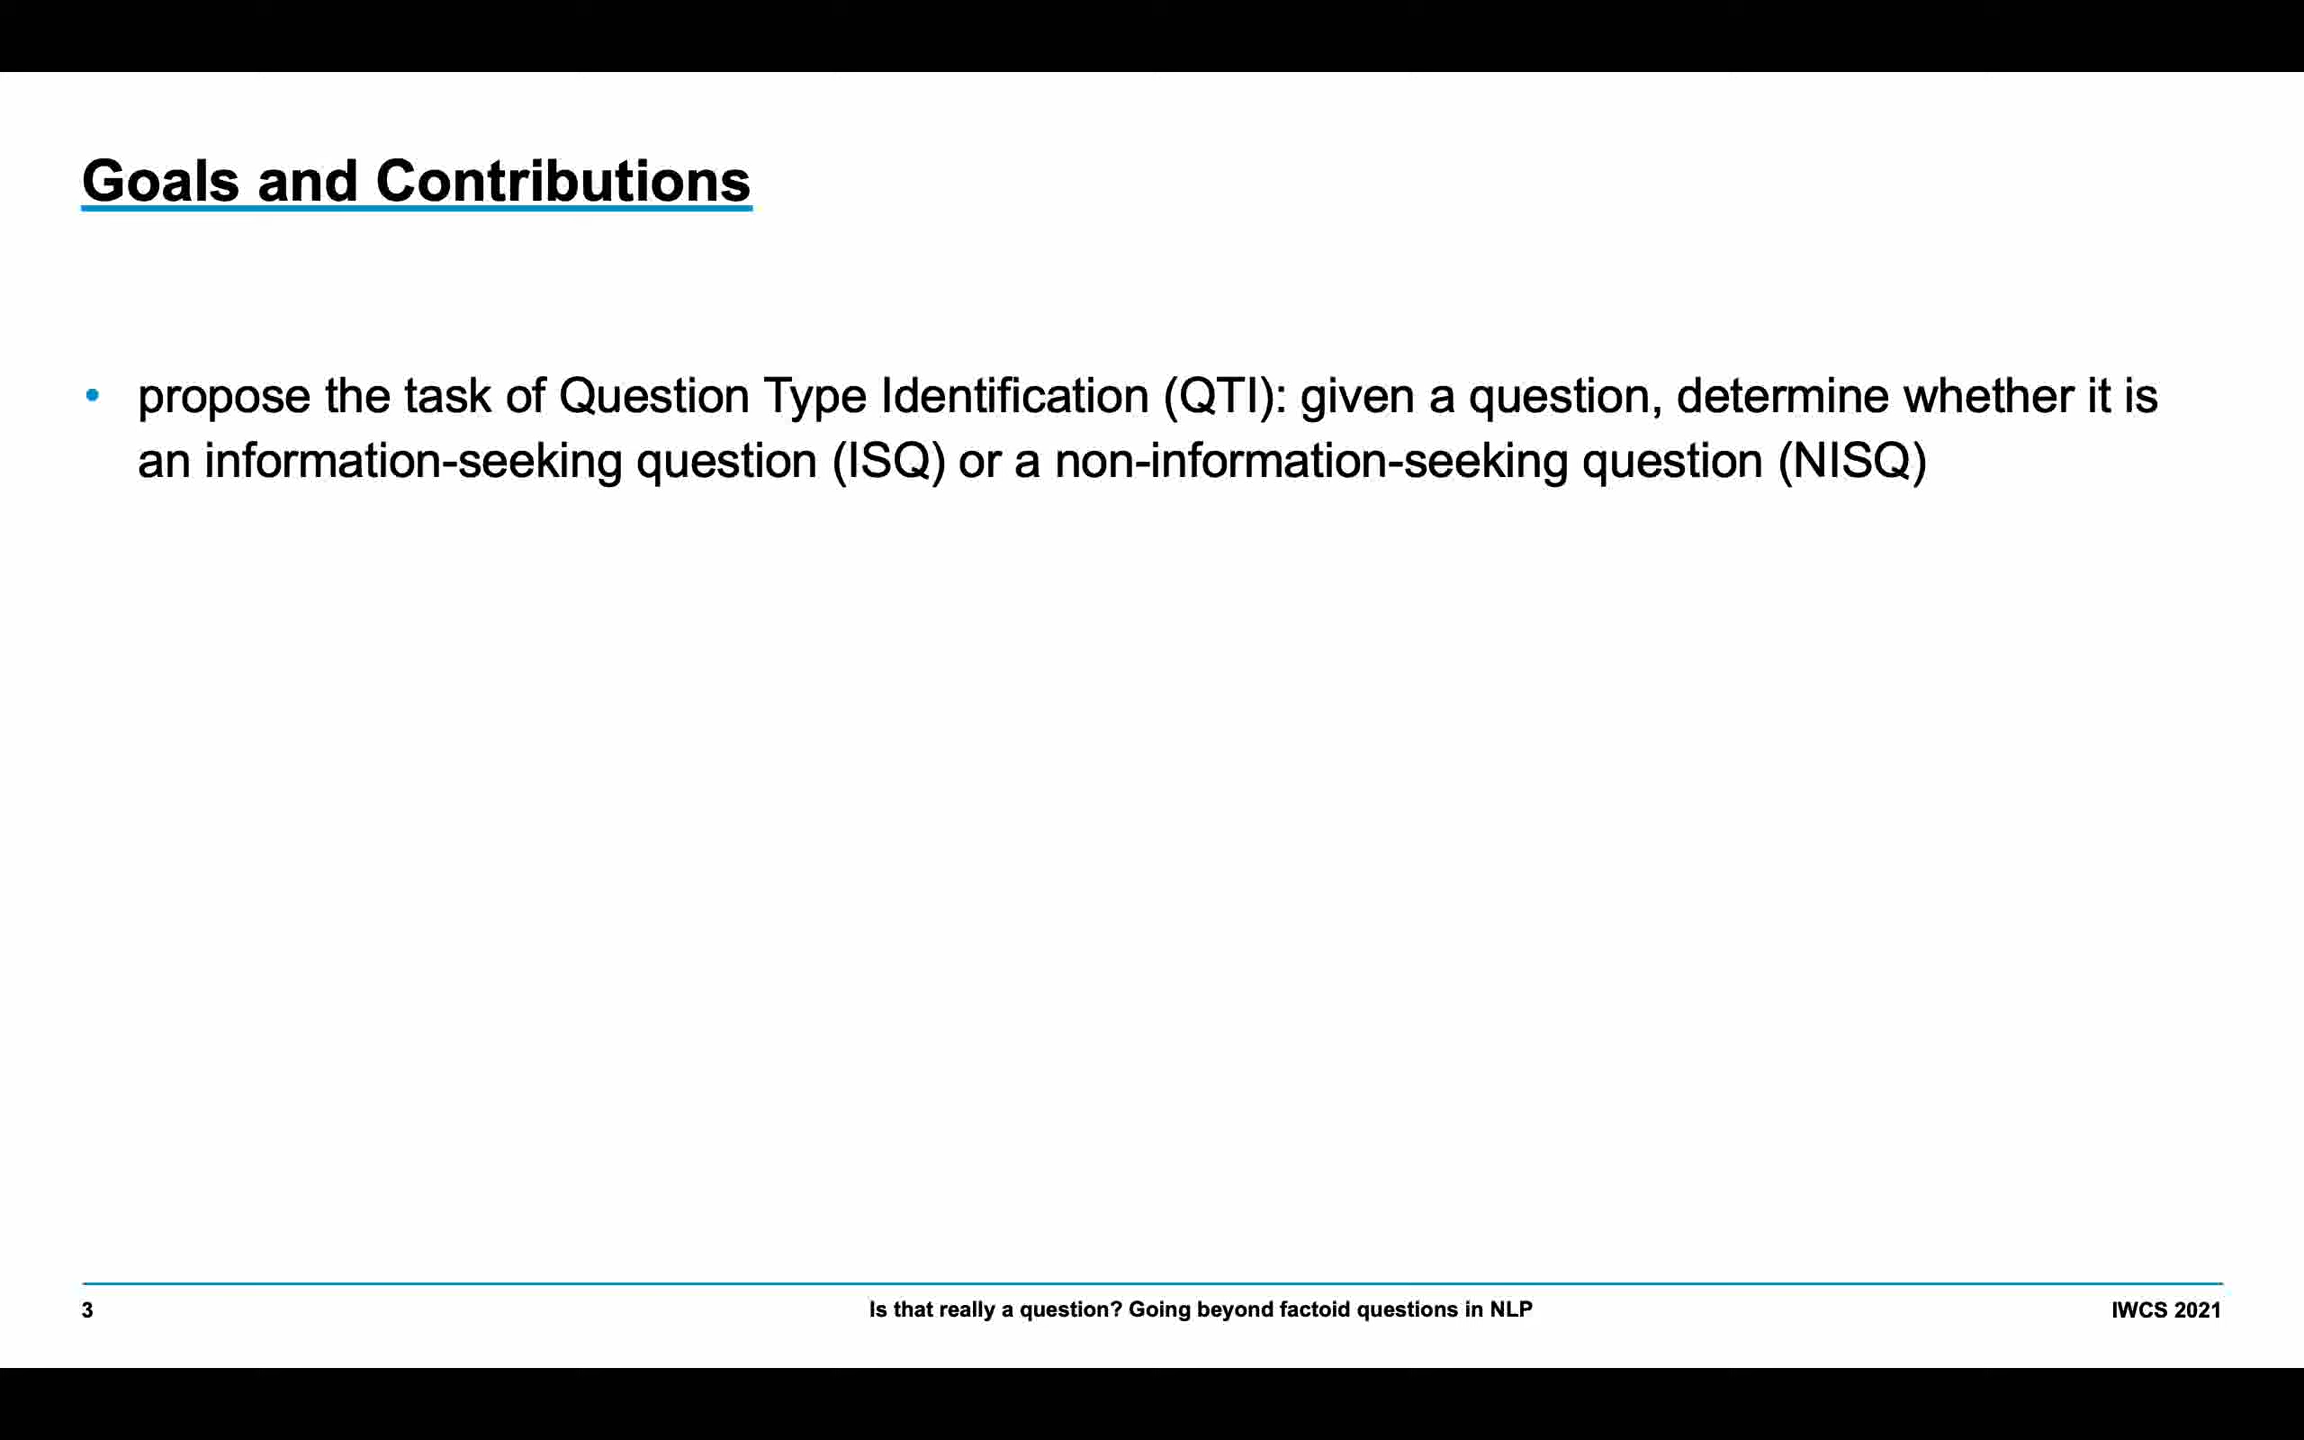 Goals and Contributions
• propose the task of Question Type Identification (QTI): given a question, determine whether it is
an information-seeking question (ISQ) or a non-information-seeking question (NISQ)
3
Is that really a question? Going beyond factoid questions in NLP
IWCS 2021